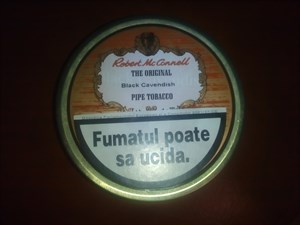 Robert McConnell
THE ORIGINAL
Black Cavendish
PIPE TOBACCO
Fumatul poate
sa ucida.